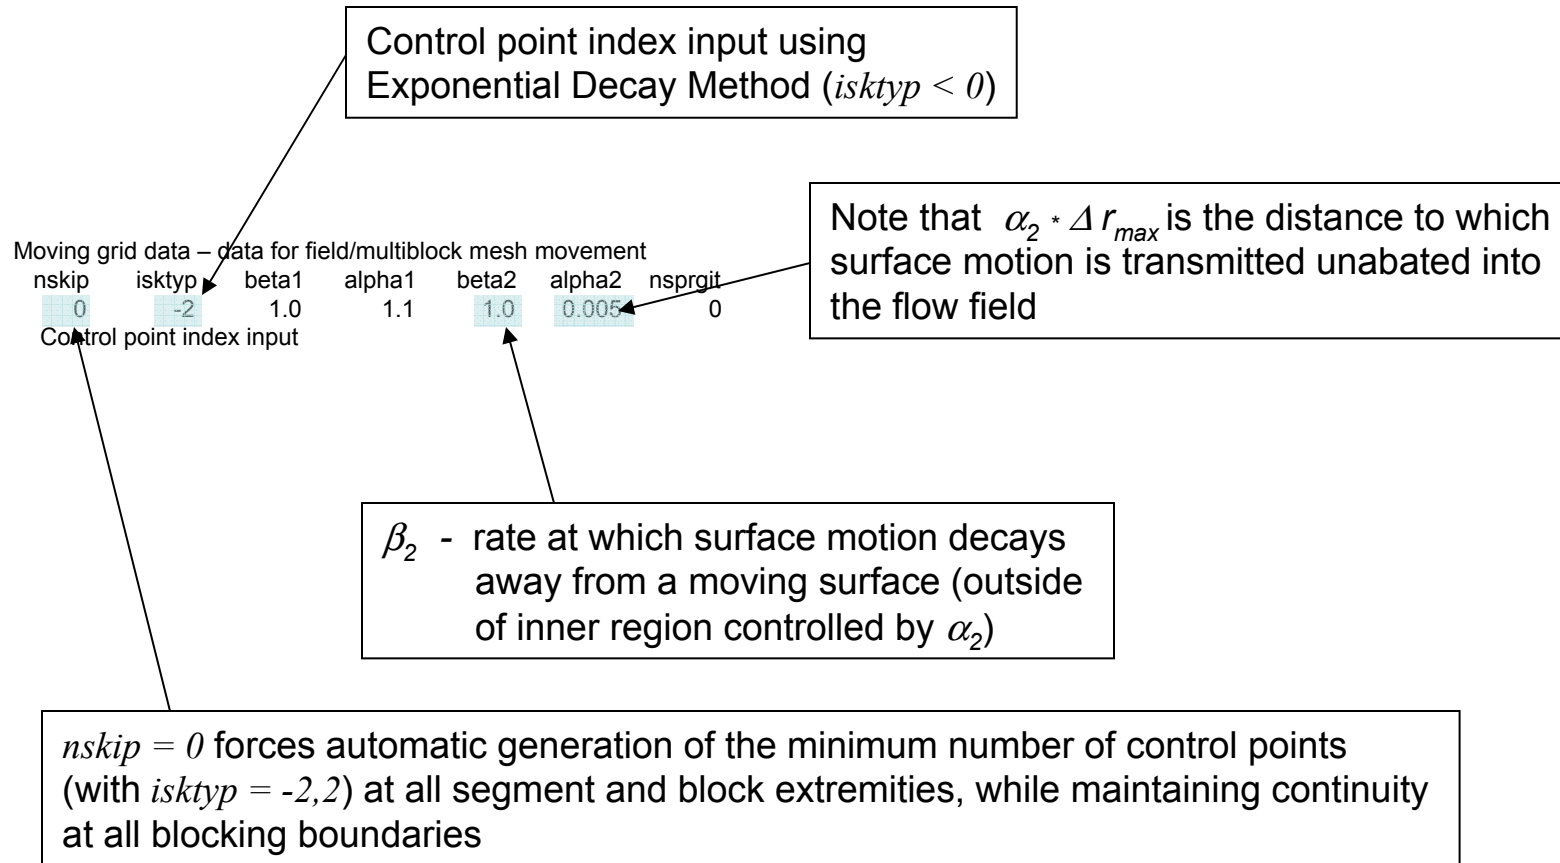 Control point index input using
Exponential Decay Method (isktyp < 0)
Note that α2 * Δ rmax is the distance to which
surface motion is transmitted unabated into
the flow field
Moving grid data – data for field/multiblock mesh movement
nskip isktyp beta1 alpha1 beta2 alpha2 nsprgit
0 -2 1.0 1.1 1.0 0.005 0
Control point index input
β2 - rate at which surface motion decays
away from a moving surface (outside
of inner region controlled by α2)
nskip = 0 forces automatic generation of the minimum number of control points
(with isktyp = -2,2) at all segment and block extremities, while maintaining continuity
at all blocking boundaries